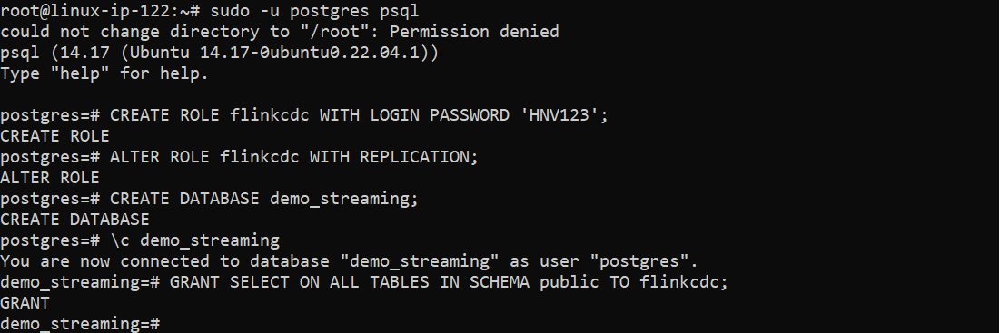 root@linux-ip-122:~# sudo -u postgres psql
could not change directory to "/root": Permission denied
psql (14.17 (Ubuntu 14.17-0ubuntu0.22.04.1))
Type "help" for help.

postgres=# CREATE ROLE flinkcdc WITH LOGIN PASSWORD 'HNV123';
CREATE ROLE
postgres=# ALTER ROLE flinkcdc WITH REPLICATION;
ALTER ROLE
postgres=# CREATE DATABASE demo_streaming;
CREATE DATABASE
postgres=# \c demo_streaming
You are now connected to database "demo_streaming" as user "postgres".
demo_streaming=# GRANT SELECT ON ALL TABLES IN SCHEMA public TO flinkcdc;
GRANT
demo_streaming=#